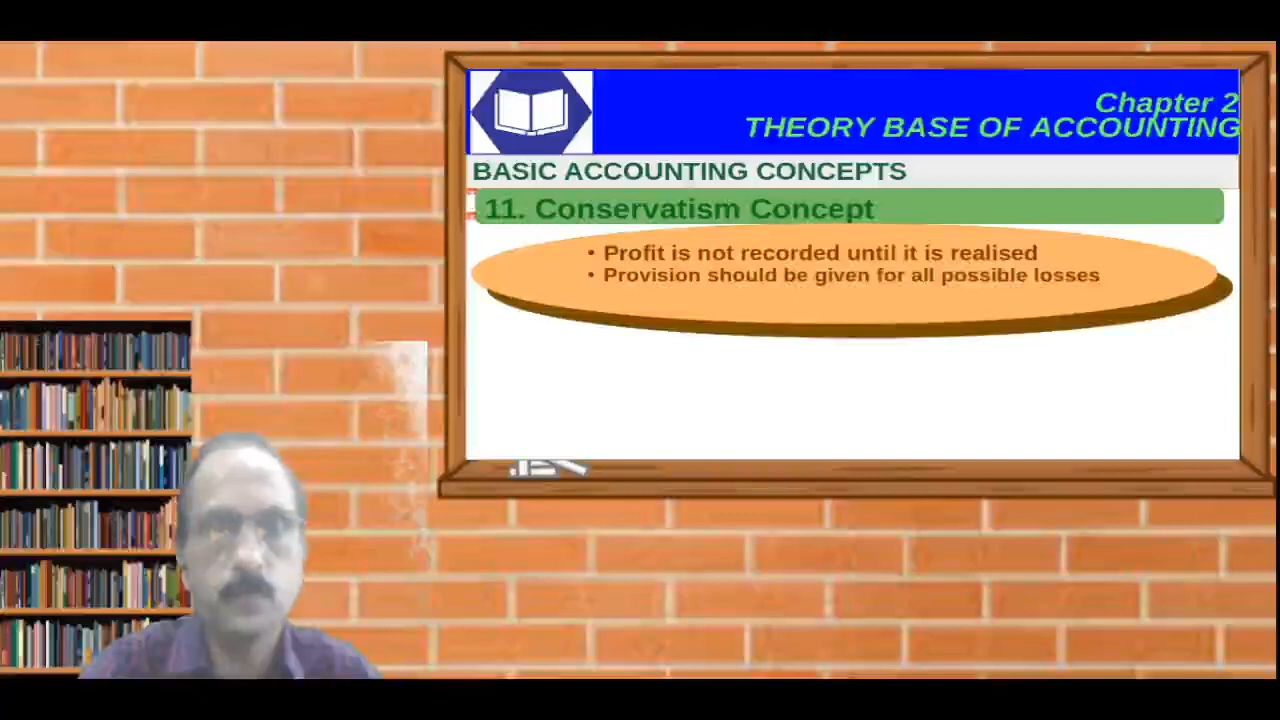 Chapter 2
THEORY BASE OF ACCOUNTING
BASIC ACCOUNTING CONCEPTS
11. Conservatism Concept
• Profit is not recorded until it is realised
• Provision should be given for all possible losses